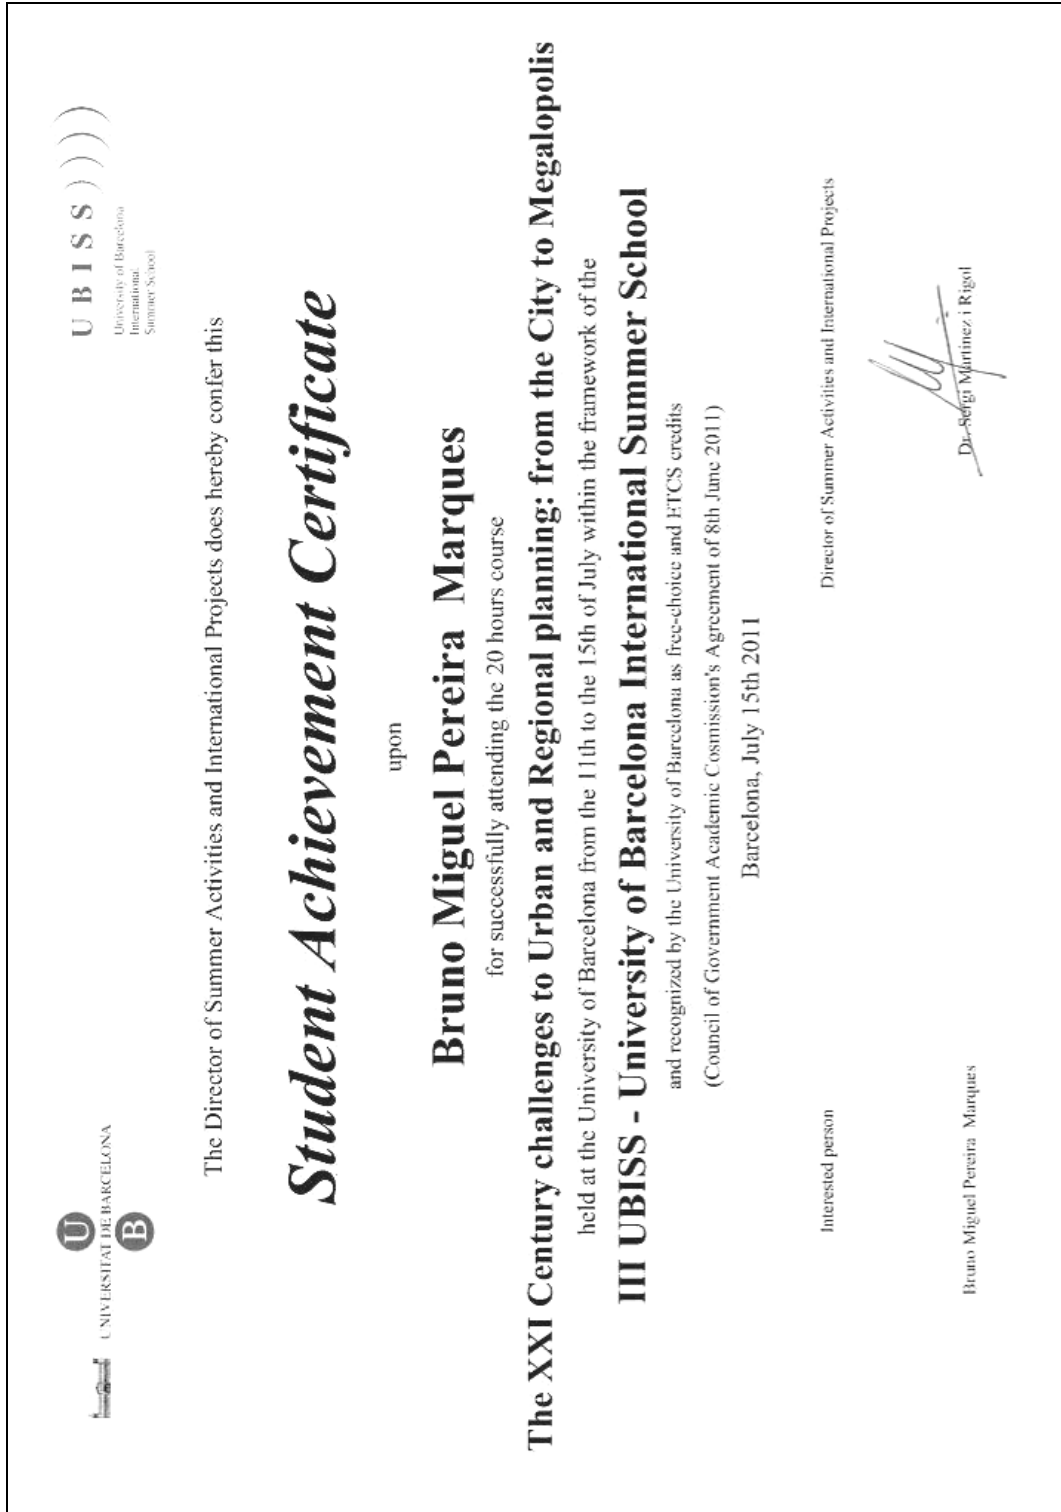 UNIVERSITAT DE BARCELONA
U
B
U B I S S
University of Barcelona
International
Summer School
The Director of Summer Activities and International Projects does hereby confer this
Student Achievement Certificate
upon
Bruno Miguel Pereira Marques
for successfully attending the 20 hours course
The XXI Century challenges to Urban and Regional planning: from the City to Megalopolis
held at the University of Barcelona from the 11th to the 15th of July within the framework of the
III UBISS - University of Barcelona International Summer School
and recognized by the University of Barcelona as free-choice and ETCS credits
(Council of Government Academic Cosmission's Agreement of 8th June 2011)
Barcelona, July 15th 2011
Interested person
Director of Summer Activities and International Projects
Bruno Miguel Pereira Marques
Dr. Sergi Martínez i Rigol